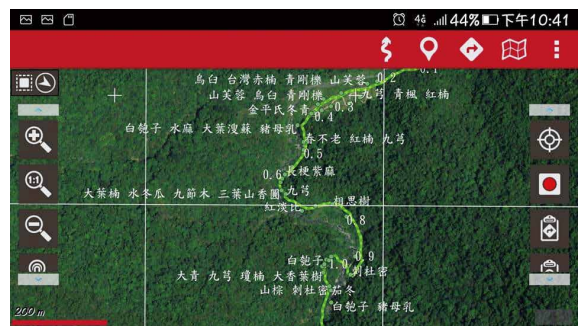 4G 44% 下午10:41
0.1
烏臼 台灣赤楠 青剛櫟 山芙蓉 0.2
山芙蓉 烏臼 青剛櫟 九芎 青楓 紅楠
金平氏冬青 0.3
0.4
白匏子 水麻 大葉溲蘇 豬母乳
春不老 紅楠 九芎
0.5
長梗紫麻
0.6
大葉楠 水冬瓜 九節木 三葉山香圓 九芎
相思樹
紅淡比
0.8
白匏子 1.0 0.9
大青 九芎 瓊楠 大香葉樹 刺杜密
山棕 刺杜密 茄冬
白匏子 豬母乳
1:1
200 m